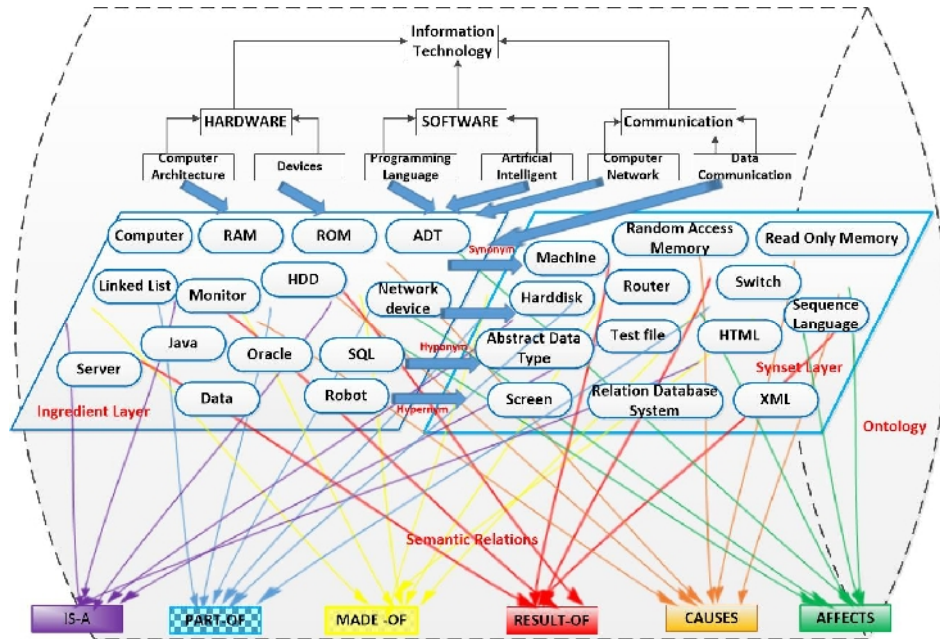 Information
Technology
HARDWARE
SOFTWARE
Communication
Computer
Architecture
Devices
Programming
Language
Artificial
Intelligent
Computer
Network
Data
Communication
Computer
RAM
ROM
ADT
Synonym
Machine
Random Access
Memory
Read Only Memory
Linked List
Monitor
HDD
Network
device
Harddisk
Router
Switch
Sequence
Language
Java
Oracle
SQL
Hyponym
Abstract Data
Type
Test file
HTML
Server
Data
Robot
Hypernym
Screen
Relation Database
System
XML
Synset Layer
Ingredient Layer
Ontology
Semantic Relations
IS-A
PART-OF
MADE -OF
RESULT-OF
CAUSES
AFFECTS